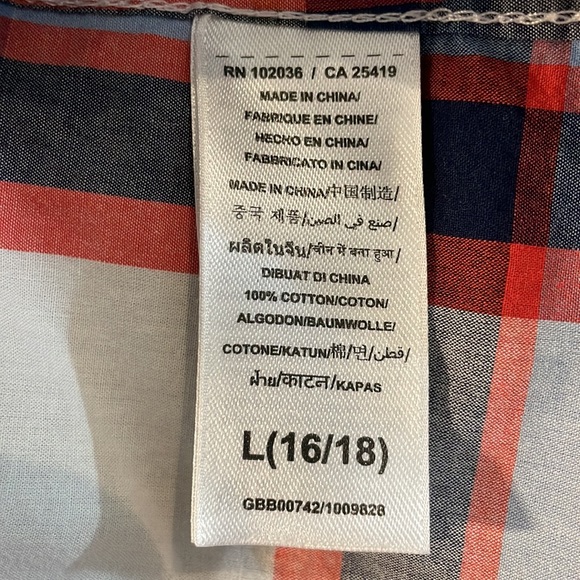 RN 102036 / CA 25419
MADE IN CHINA/
FABRIQUE EN CHINE/
HECHO EN CHINA/
FABBRICATO IN CINA/
MADE IN CHINA/中国制造/
중국 제품/صنع في الصين/
ผลิตในจีน/चीन में बना हुआ/
DIBUAT DI CHINA
100% COTTON/COTON/
ALGODON/BAUMWOLLE/
COTONE/KATUN/棉/면/قطن/
ฝ้าย/काटन/KAPAS
L(16/18)
GBB00742/1009828